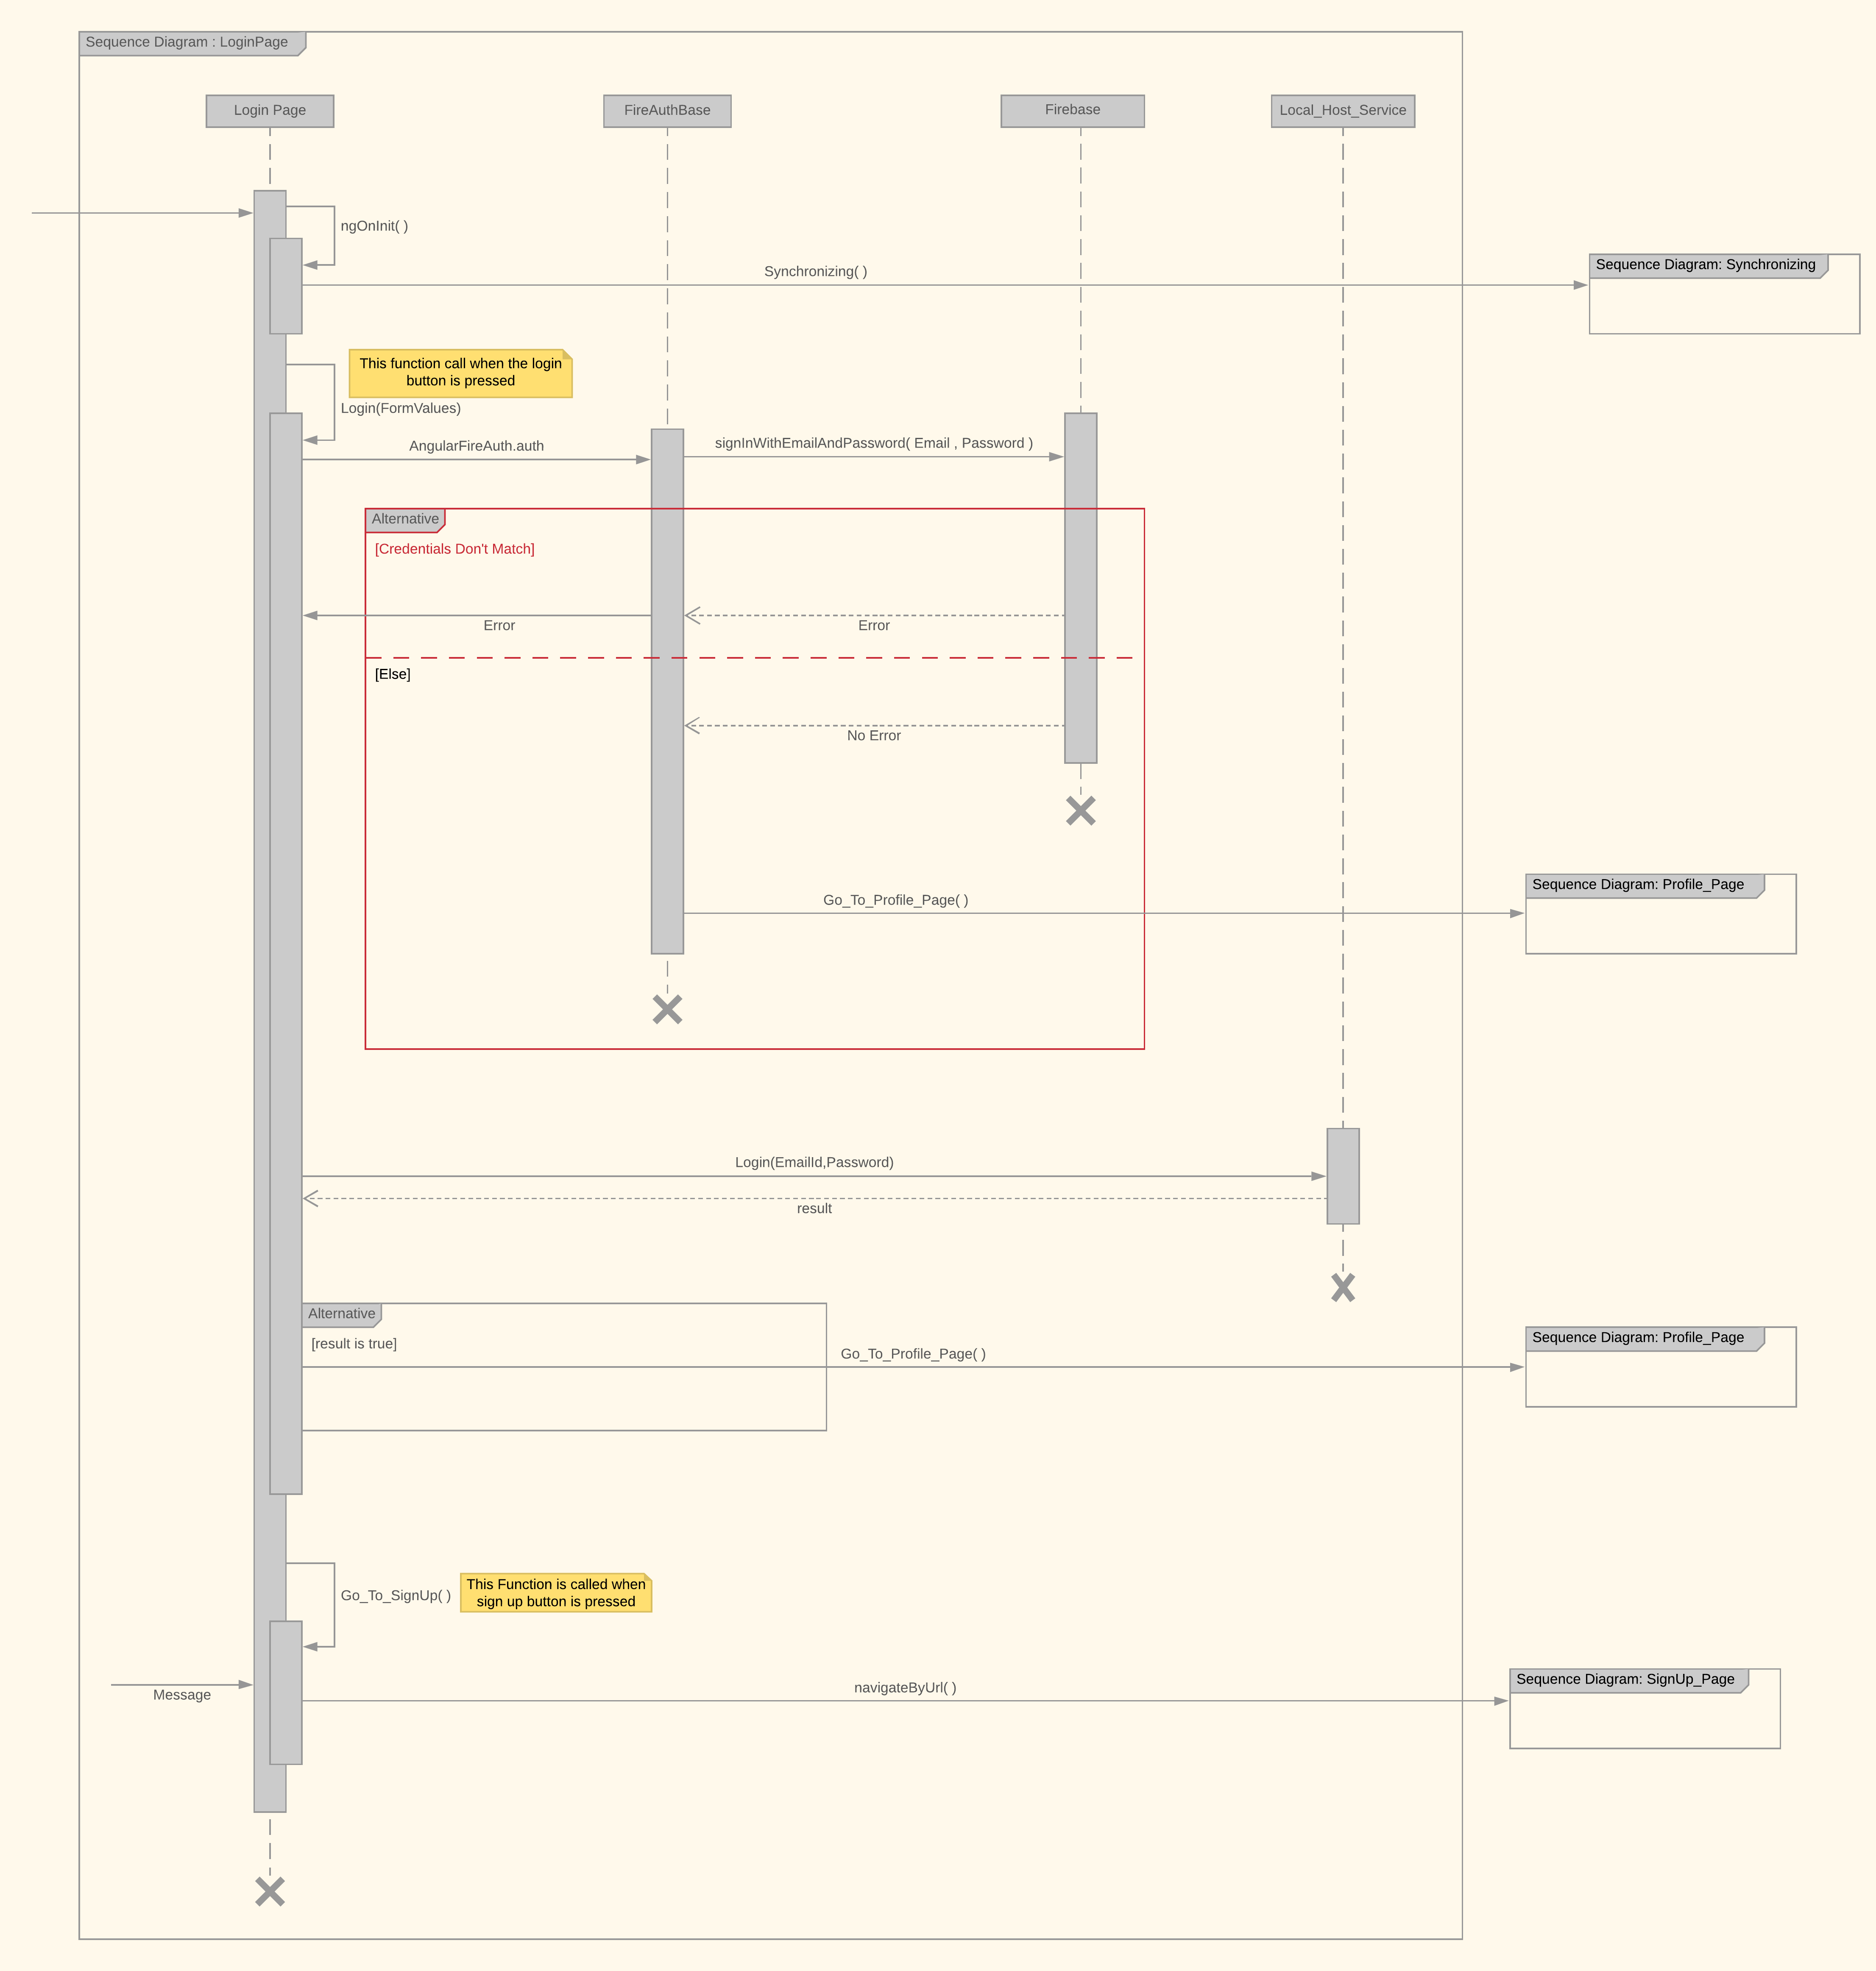 Sequence Diagram : LoginPage
Login Page
FireAuthBase
Firebase
Local_Host_Service
ngOnInit( )
Synchronizing( )
Sequence Diagram: Synchronizing
This function call when the login
button is pressed
Login(FormValues)
AngularFireAuth.auth
signInWithEmailAndPassword( Email , Password )
Alternative
[Credentials Don't Match]
Error
Error
[Else]
No Error
Go_To_Profile_Page( )
Sequence Diagram: Profile_Page
Login(EmailId,Password)
result
Alternative
[result is true]
Go_To_Profile_Page( )
Sequence Diagram: Profile_Page
Go_To_SignUp( )
This Function is called when
sign up button is pressed
Message
navigateByUrl( )
Sequence Diagram: SignUp_Page